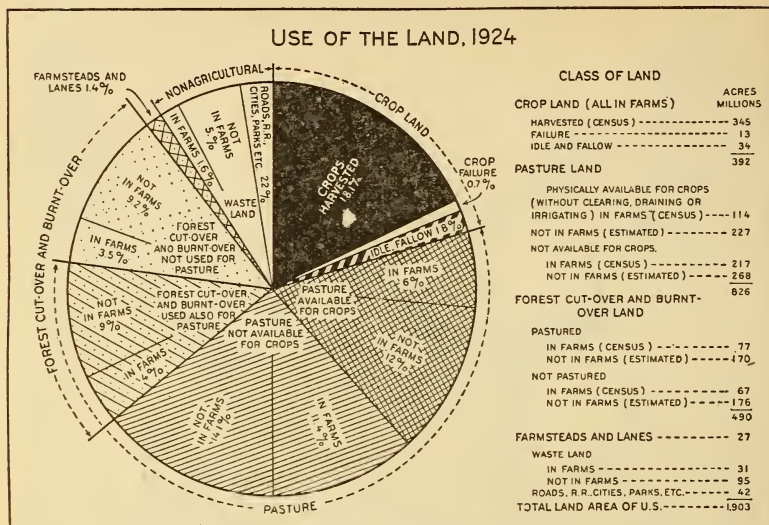 USE OF THE LAND, 1924
FARMSTEADS AND
LANES 1.4%
NONAGRICULTURAL
IN FARMS 1.6%
NOT
IN FARMS
5.%
WASTE
LAND
ROADS, R.R.
CITIES, PARKS, ETC.
2.2%
CROP LAND
CROPS
HARVESTED
18.1%
CROP
FAILURE
0.7%
IDLE, FALLOW 1.8%
IN FARMS
6%
PASTURE
AVAILABLE
FOR CROPS
NOT
IN FARMS
12%
PASTURE
NOT AVAILABLE
FOR CROPS
IN FARMS
11.4%
NOT
IN FARMS
14.1%
PASTURE
FOREST CUT-OVER AND BURNT-OVER
NOT
IN FARMS
9.2%
IN FARMS
3.5%
FOREST
CUT-OVER
AND BURNT-OVER
NOT USED FOR
PASTURE
FOREST CUT-OVER
AND BURNT-OVER
USED ALSO FOR
PASTURE
NOT
IN FARMS
9%
IN FARMS
4%
CLASS OF LAND
ACRES
MILLIONS
CROP LAND (ALL IN FARMS)
HARVESTED (CENSUS) 345
FAILURE 13
IDLE AND FALLOW 34
392
PASTURE LAND
PHYSICALLY AVAILABLE FOR CROPS
(WITHOUT CLEARING, DRAINING OR
IRRIGATING) IN FARMS (CENSUS) 114
NOT IN FARMS (ESTIMATED) 227
NOT AVAILABLE FOR CROPS.
IN FARMS (CENSUS) 217
NOT IN FARMS (ESTIMATED) 268
826
FOREST CUT-OVER AND BURNT-
OVER LAND
PASTURED
IN FARMS (CENSUS) 77
NOT IN FARMS (ESTIMATED) 170
NOT PASTURED
IN FARMS (CENSUS) 67
NOT IN FARMS (ESTIMATED) 176
490
FARMSTEADS AND LANES 27
WASTE LAND
IN FARMS 31
NOT IN FARMS 95
ROADS, R.R. CITIES, PARKS, ETC. 42
TOTAL LAND AREA OF U.S. 1,903